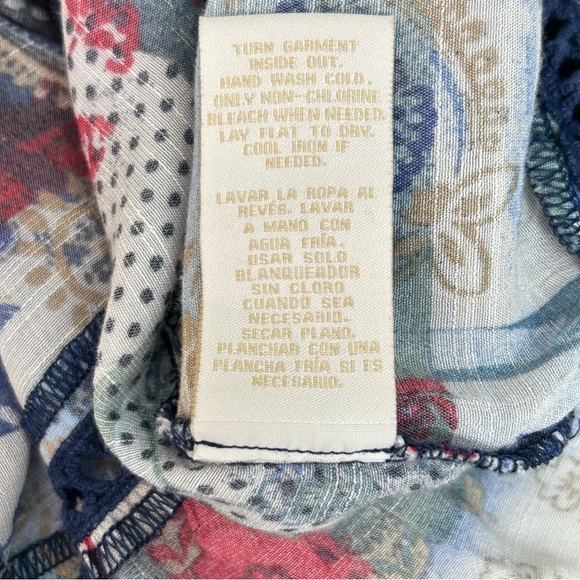 TURN GARMENT
INSIDE OUT.
HAND WASH COLD.
ONLY NON-CHLORINE
BLEACH WHEN NEEDED.
LAY FLAT TO DRY.
COOL IRON IF
NEEDED.
LAVAR LA ROPA AL
REVÉS. LAVAR
A MANO CON
AGUA FRÍA.
USAR SOLO
BLANQUEADOR
SIN CLORO
CUANDO SEA
NECESARIO.
SECAR PLANO.
PLANCHAR CON UNA
PLANCHA FRÍA SI ES
NECESARIO.